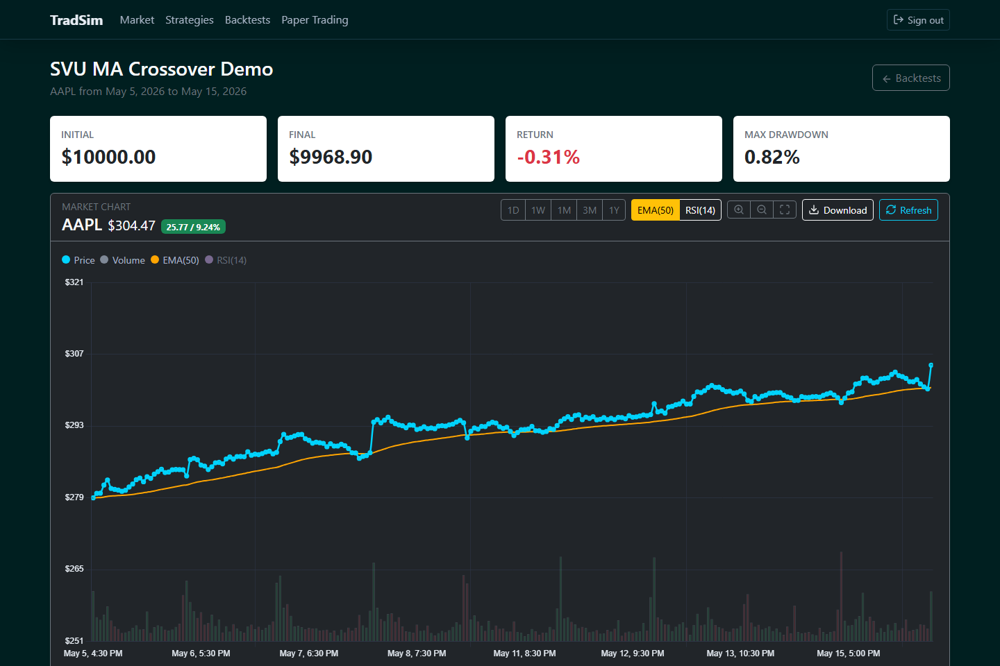 TradSim Market Strategies Backtests Paper Trading Sign out
SVU MA Crossover Demo
AAPL from May 5, 2026 to May 15, 2026
Backtests
INITIAL
$10000.00
FINAL
$9968.90
RETURN
-0.31%
MAX DRAWDOWN
0.82%
MARKET CHART
AAPL $304.47 25.77 / 9.24%
1D 1W 1M 3M 1Y EMA(50) RSI(14) Download Refresh
Price Volume EMA(50) RSI(14)
$321
$307
$293
$279
$265
$251
May 5, 4:30 PM May 6, 5:30 PM May 7, 6:30 PM May 8, 7:30 PM May 11, 8:30 PM May 12, 9:30 PM May 13, 10:30 PM May 15, 5:00 PM